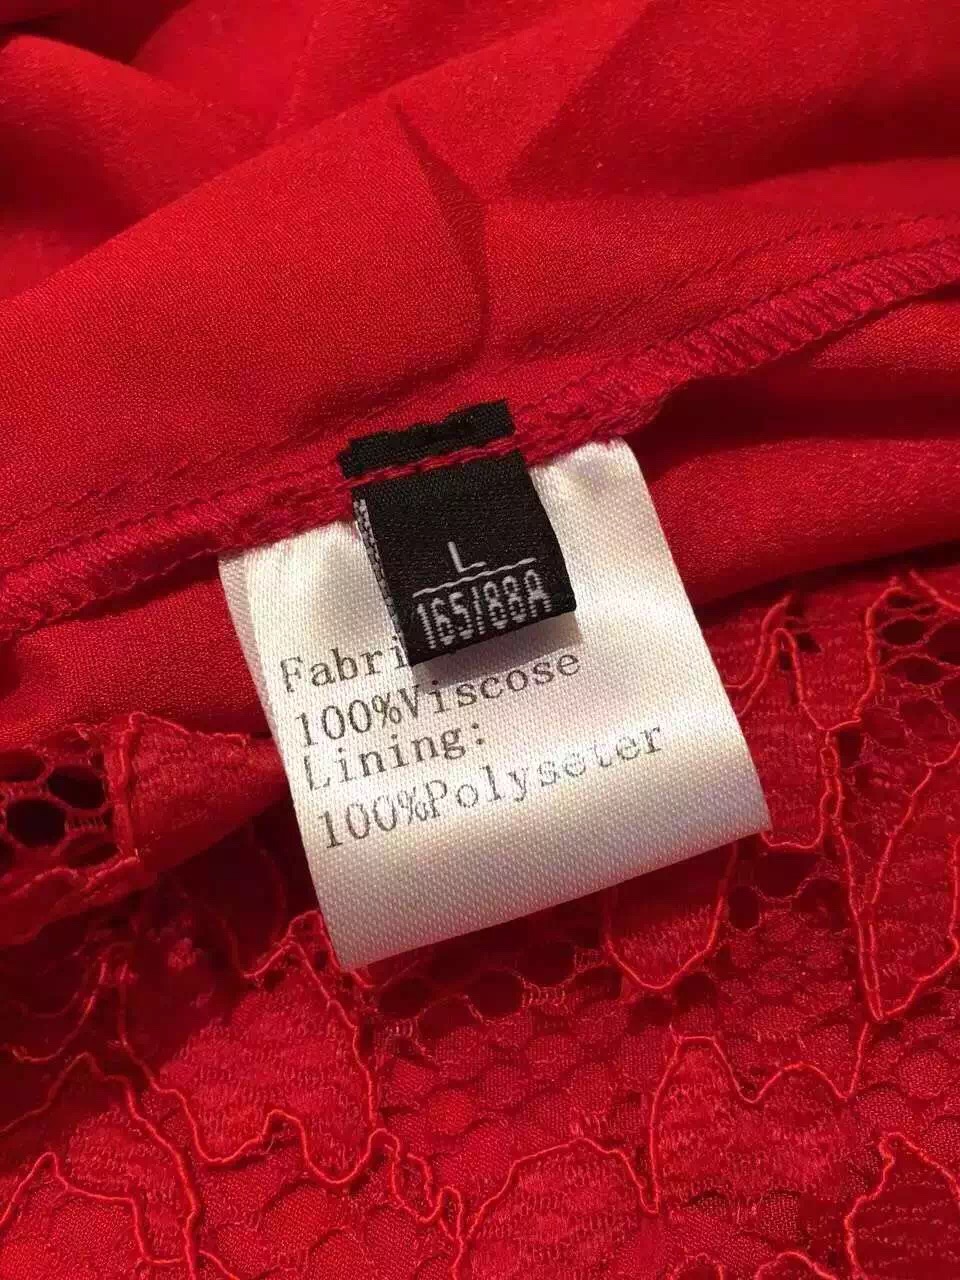 L
165/88A
Fabri
100%Viscose
Lining:
100%Polyseter